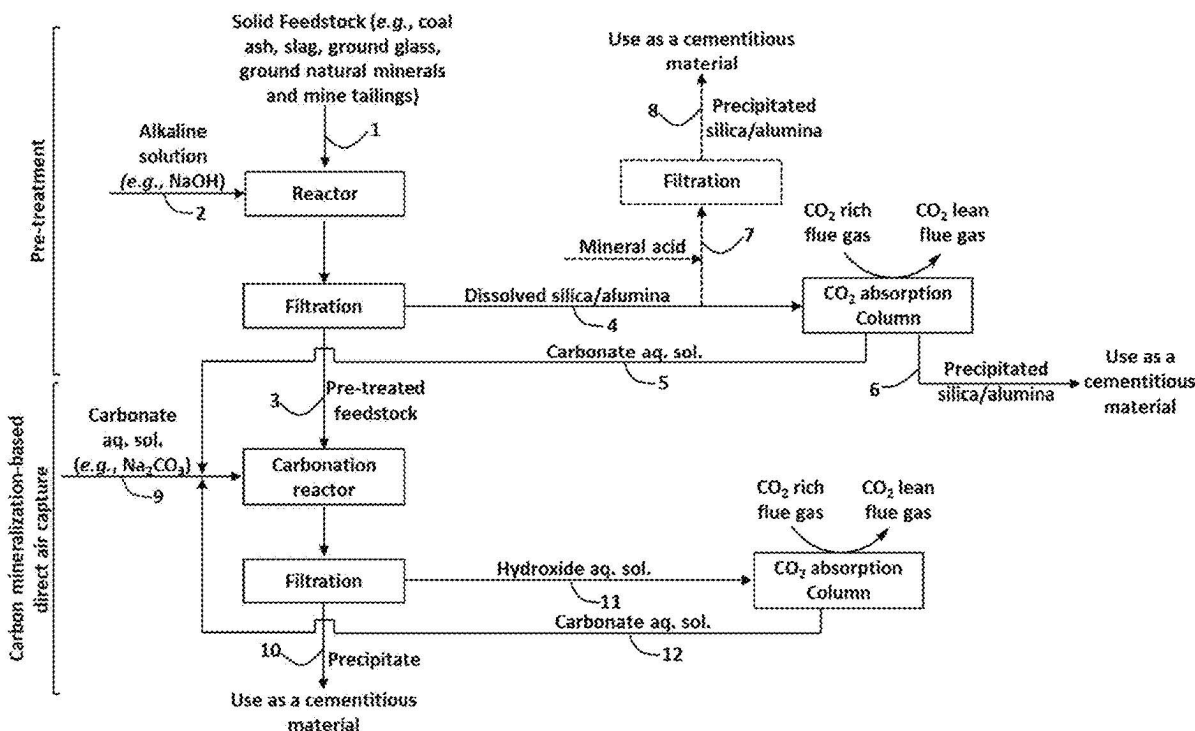 Solid Feedstock (e.g., coal
ash, slag, ground glass,
ground natural minerals
and mine tailings)
1
Alkaline
solution
(e.g., NaOH)
2
Reactor
Use as a cementitious
material
8
Precipitated
silica/alumina
Filtration
7
Mineral acid
CO₂ rich
flue gas
CO₂ lean
flue gas
Pre-treatment
Filtration
Dissolved silica/alumina
4
CO₂ absorption
Column
Carbonate aq. sol.
5
6
Precipitated
silica/alumina
Use as a
cementitious
material
3
Pre-treated
feedstock
Carbon mineralization-based
direct air capture
Carbonate
aq. sol.
(e.g., Na₂CO₃)
9
Carbonation
reactor
CO₂ rich
flue gas
CO₂ lean
flue gas
Filtration
Hydroxide aq. sol.
11
CO₂ absorption
Column
Carbonate aq. sol.
12
10
Precipitate
Use as a cementitious
material